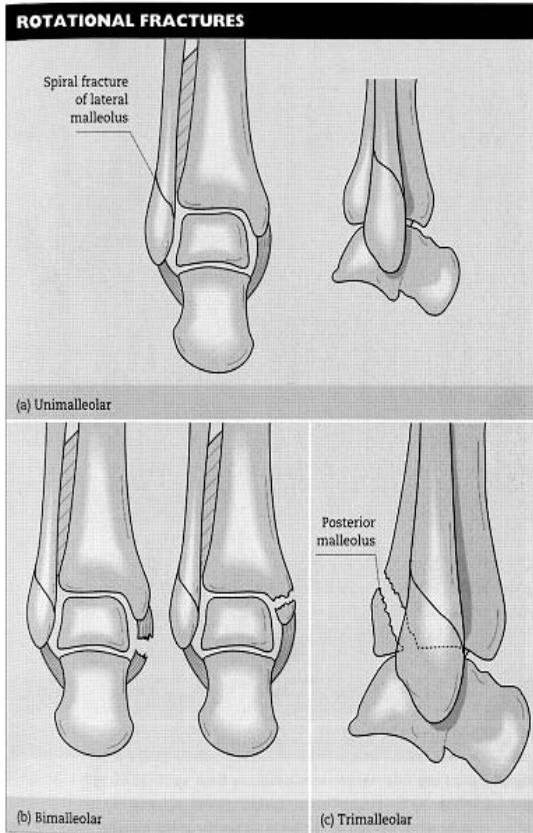 ROTATIONAL FRACTURES
Spiral fracture
of lateral
malleolus
(a) Unimalleolar
Posterior
malleolus
(b) Bimalleolar
(c) Trimalleolar